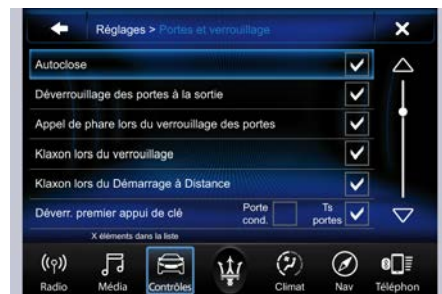 Réglages > Portes et verrouillage
Autoclose
Déverrouillage des portes à la sortie
Appel de phare lors du verrouillage des portes
Klaxon lors du verrouillage
Klaxon lors du Démarrage à Distance
Déverr. premier appui de clé Porte cond. Ts portes
X éléments dans la liste
Radio Média Contrôles Climat Nav Téléphon